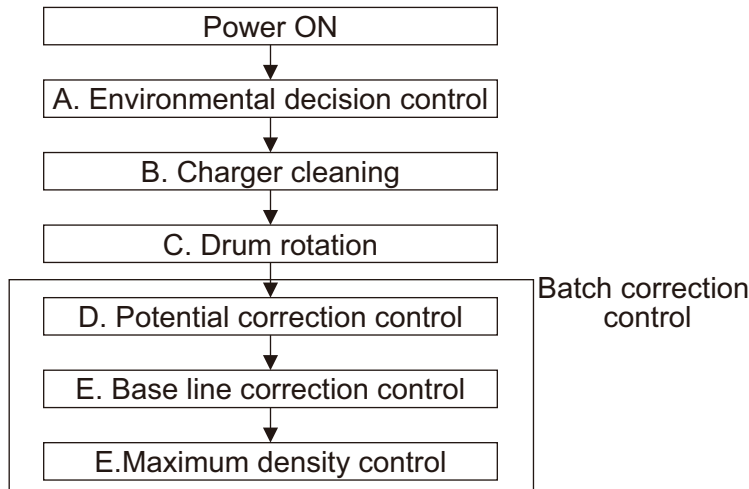 Power ON
A. Environmental decision control
B. Charger cleaning
C. Drum rotation
Batch correction
control
D. Potential correction control
E. Base line correction control
E.Maximum density control